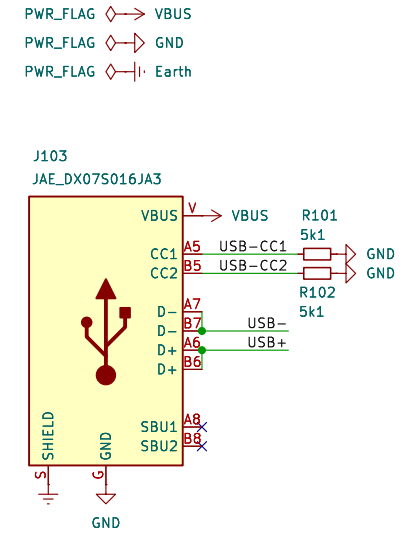 PWR_FLAG VBUS
PWR_FLAG GND
PWR_FLAG Earth
J103
JAE_DX07S016JA3
VBUS V VBUS
R101
5k1
CC1 A5 USB-CC1 GND
CC2 B5 USB-CC2 GND
R102
5k1
D- A7
D- B7 USB-
D+ A6 USB+
D+ B6
SBU1 A8
SBU2 B8
SHIELD
GND
S
G
GND